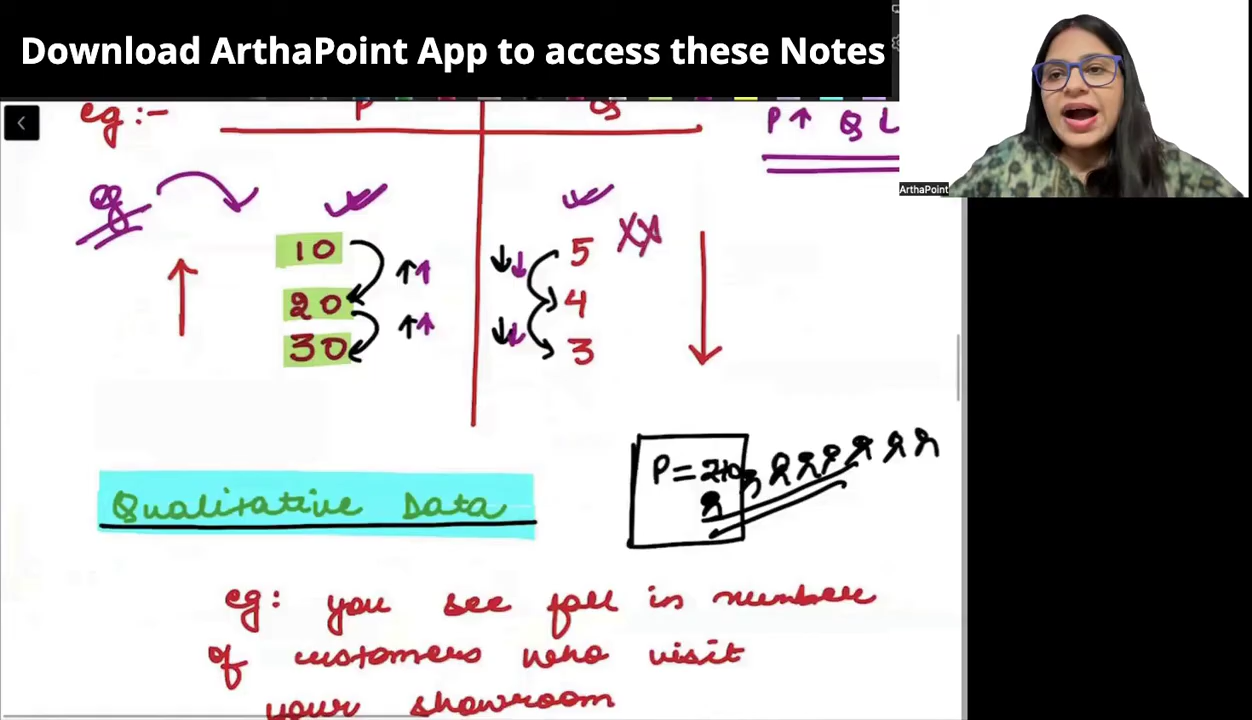 Download ArthaPoint App to access these Notes
eg:- P Q
P↑ Q ↓
ArthaPoint
10 5
20 4
30 3
P=
Qualitative Data
eg: you see fall in number
of customers who visit
your showroom